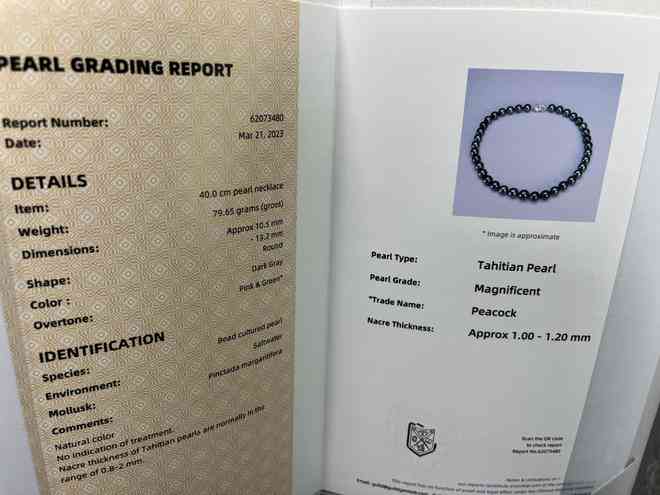 PEARL GRADING REPORT
Report Number: 62073480
Date: Mar 21, 2023
DETAILS
Item: 40.0 cm pearl necklace
Weight: 79.65 grams (gross)
Dimensions: Approx 10.5 mm
- 13.2 mm
Shape: Round
Color : Dark Gray
Overtone: Pink & Green*
IDENTIFICATION
Species: Bead cultured pearl
Environment: Saltwater
Mollusk: Pinctada margaritifera
Comments:
Natural color
No indication of treatment.
Nacre thickness of Tahitian pearls are normally in the
range of 0.8-2 mm.
* Image is approximate
Pearl Type: Tahitian Pearl
Pearl Grade: Magnificent
*Trade Name: Peacock
Nacre Thickness: Approx 1.00 - 1.20 mm
Scan the QR code
to check report
Report No.62073480